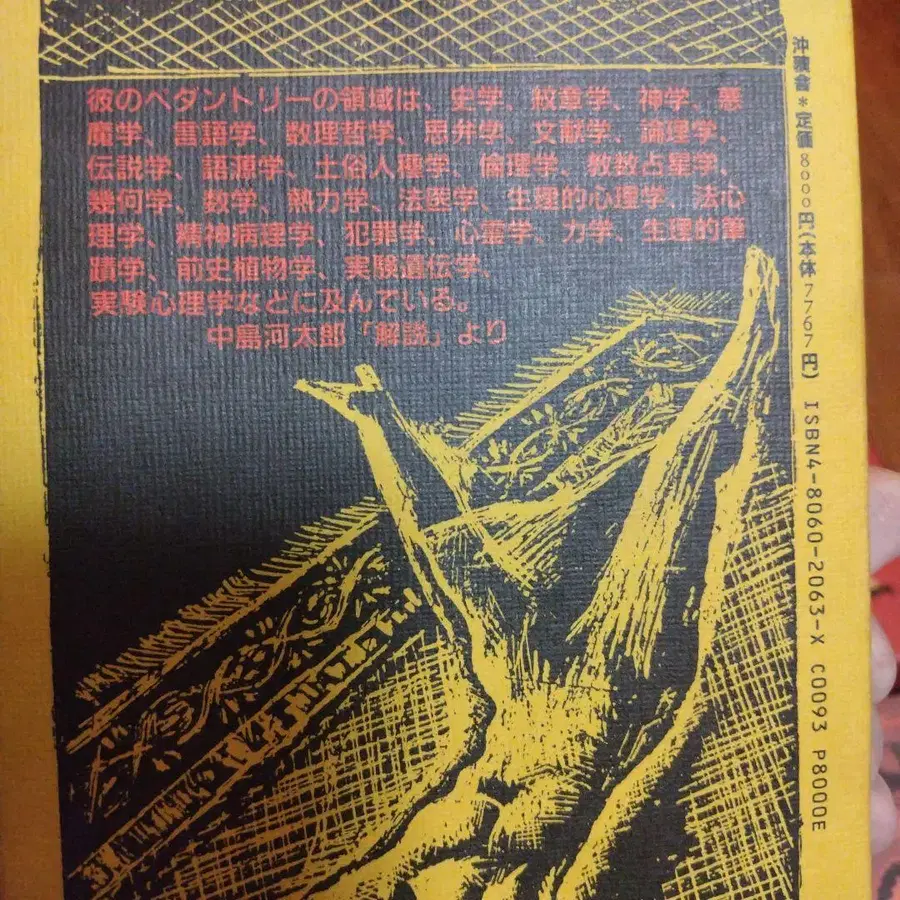 彼のペダントリーの領域は、史学、紋章学、神学、悪
魔学、言語学、数理哲学、思弁学、文献学、論理学、
伝説学、語源学、土俗人種学、倫理学、教数占星学、
幾何学、数学、熱力学、法医学、生理的心理学、法心
理学、精神病理学、犯罪学、心霊学、力学、生理的筆
蹟学、前史植物学、実験遺伝学、
実験心理学などに及んでいる。
中島河太郎「解説」より
沖積舎*定価8000円(本体7767円) ISBN4-8060-2063-X C0093 P8000E